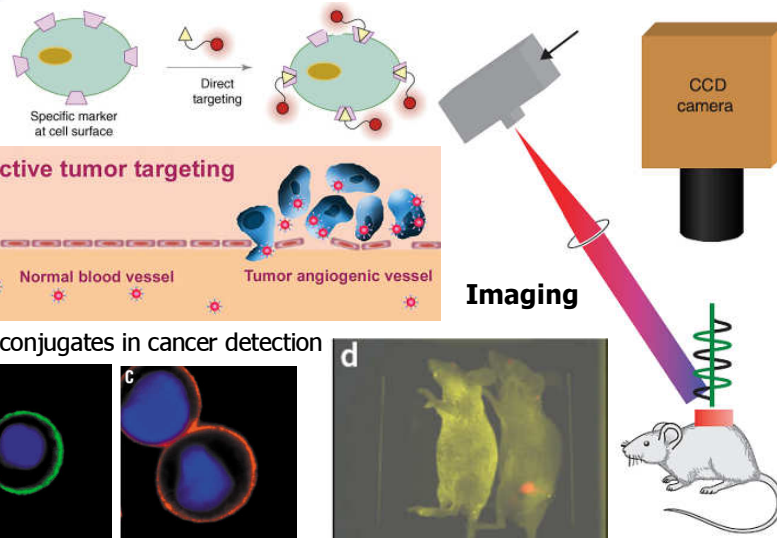 Specific marker
at cell surface
Direct
targeting
CCD
camera
ctive tumor targeting
Normal blood vessel
Tumor angiogenic vessel
Imaging
conjugates in cancer detection
c
d